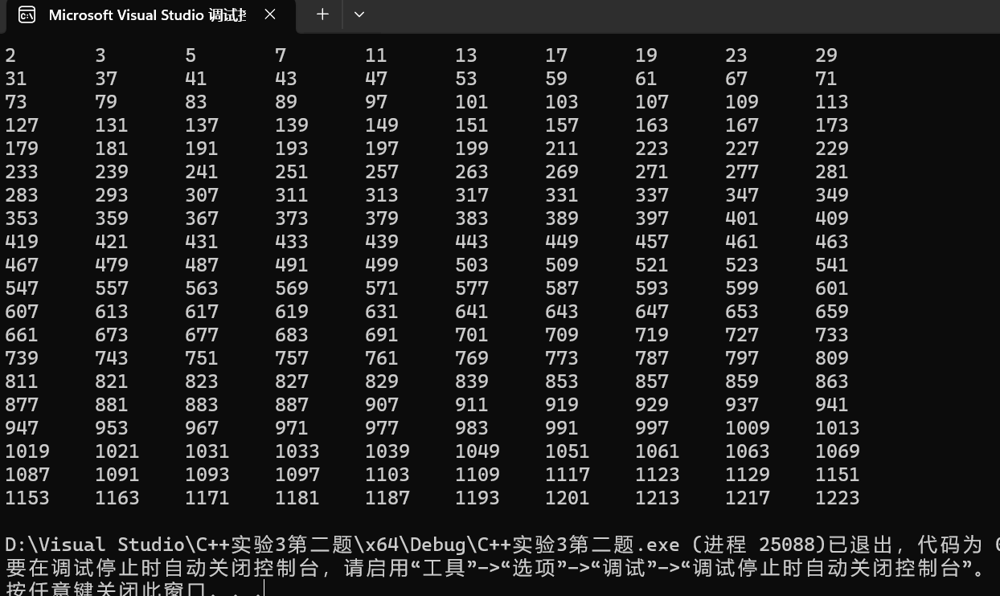 Microsoft Visual Studio 调试
2 3 5 7 11 13 17 19 23 29
31 37 41 43 47 53 59 61 67 71
73 79 83 89 97 101 103 107 109 113
127 131 137 139 149 151 157 163 167 173
179 181 191 193 197 199 211 223 227 229
233 239 241 251 257 263 269 271 277 281
283 293 307 311 313 317 331 337 347 349
353 359 367 373 379 383 389 397 401 409
419 421 431 433 439 443 449 457 461 463
467 479 487 491 499 503 509 521 523 541
547 557 563 569 571 577 587 593 599 601
607 613 617 619 631 641 643 647 653 659
661 673 677 683 691 701 709 719 727 733
739 743 751 757 761 769 773 787 797 809
811 821 823 827 829 839 853 857 859 863
877 881 883 887 907 911 919 929 937 941
947 953 967 971 977 983 991 997 1009 1013
1019 1021 1031 1033 1039 1049 1051 1061 1063 1069
1087 1091 1093 1097 1103 1109 1117 1123 1129 1151
1153 1163 1171 1181 1187 1193 1201 1213 1217 1223
D:\Visual Studio\C++实验3第二题\x64\Debug\C++实验3第二题.exe (进程 25088)已退出，代码为 0
要在调试停止时自动关闭控制台，请启用“工具”->“选项”->“调试”->“调试停止时自动关闭控制台”。
按任意键关闭此窗口. . .